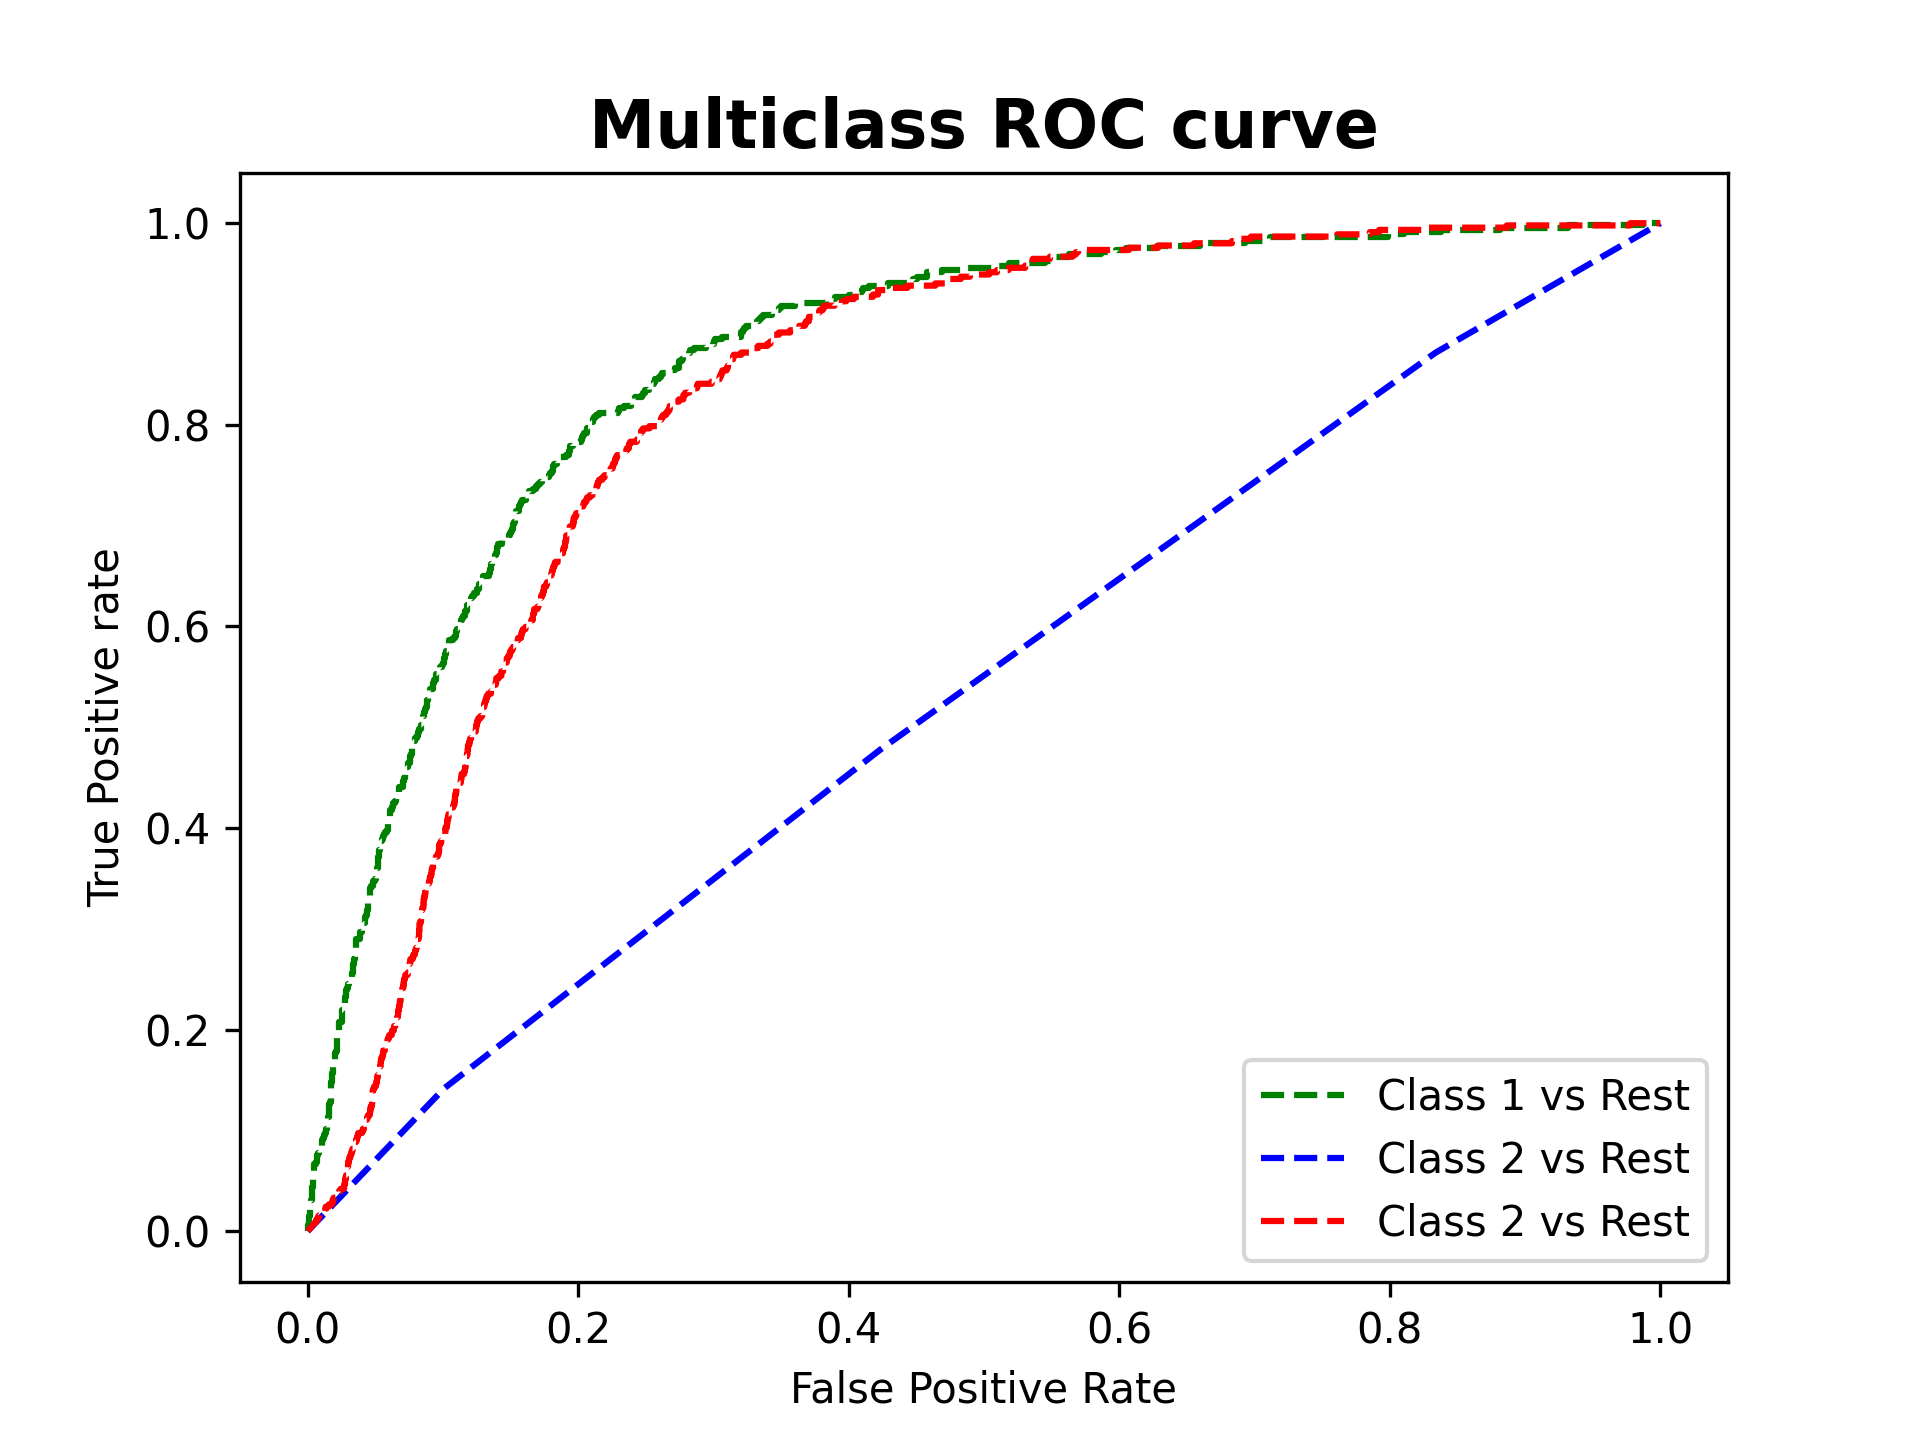 Multiclass ROC curve
True Positive rate
1.0
0.8
0.6
0.4
0.2
0.0
Class 1 vs Rest
Class 2 vs Rest
Class 2 vs Rest
0.0 0.2 0.4 0.6 0.8 1.0
False Positive Rate